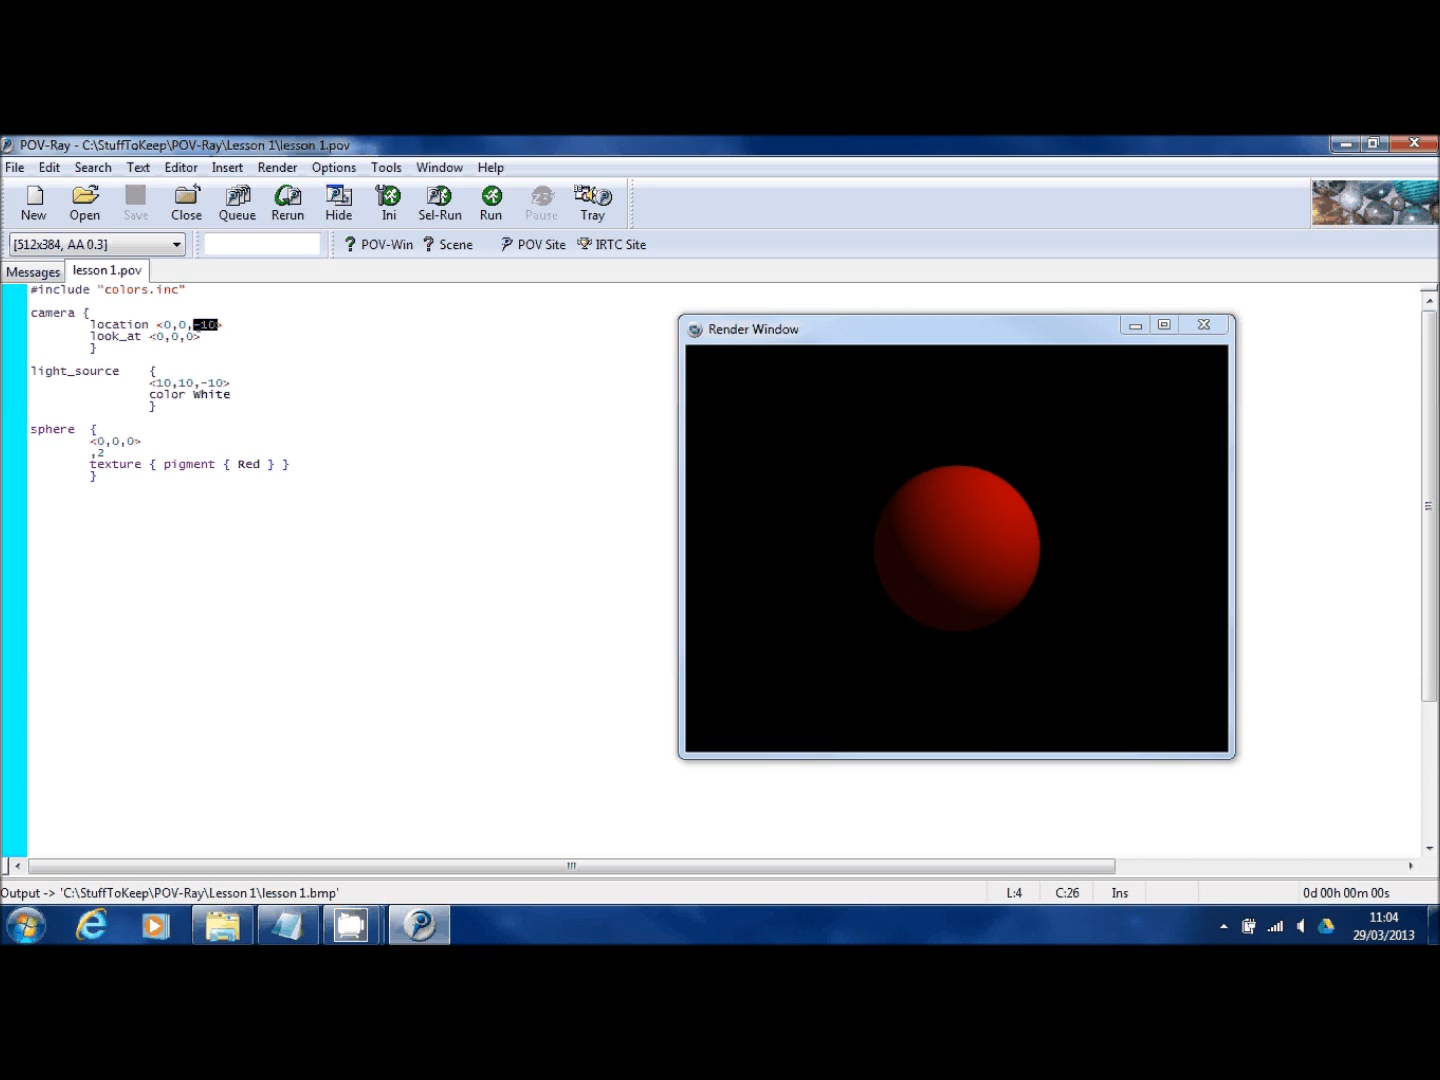 POV-Ray - C:\StuffToKeep\POV-Ray\Lesson 1\lesson 1.pov
File Edit Search Text Editor Insert Render Options Tools Window Help
New Open Save Close Queue Rerun Hide Ini Sel-Run Run Pause Tray
[512x384, AA 0.3] ? POV-Win ? Scene POV Site IRTC Site
Messages lesson 1.pov
#include "colors.inc"
camera {
location <0,0,-10>
look_at <0,0,0>
}
light_source {
<10,10,-10>
color White
}
sphere {
<0,0,0>
,2
texture { pigment { Red } }
}
Render Window
Output -> 'C:\StuffToKeep\POV-Ray\Lesson 1\lesson 1.bmp' L:4 C:26 Ins 0d 00h 00m 00s
11:04
29/03/2013